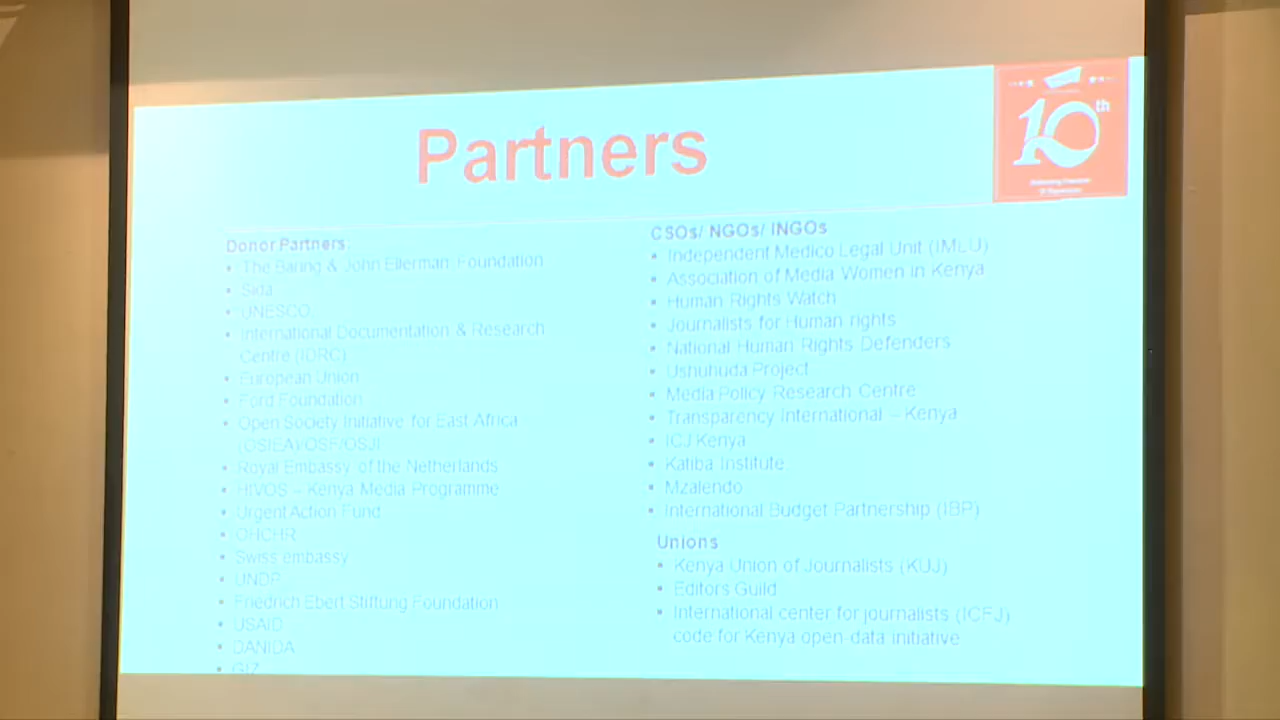 Partners
10th
Donor Partners:
• The Baring & John Ellerman Foundation
• Sida
• UNESCO
• International Documentation & Research
Centre (IDRC)
• European Union
• Ford Foundation
• Open Society Initiative for East Africa
(OSIEA)/OSF/OSJI
• Royal Embassy of the Netherlands
• HIVOS – Kenya Media Programme
• Urgent Action Fund
• OHCHR
• Swiss embassy
• UNDP
• Friedrich Ebert Stiftung Foundation
• USAID
• DANIDA
• GIZ
CSOs/ NGOs/ INGOs
• Independent Medico Legal Unit (IMLU)
• Association of Media Women in Kenya
• Human Rights Watch
• Journalists for Human rights
• National Human Rights Defenders
• Ushuhuda Project
• Media Policy Research Centre
• Transparency International – Kenya
• ICJ Kenya
• Katiba Institute
• Mzalendo
• International Budget Partnership (IBP)
Unions
• Kenya Union of Journalists (KUJ)
• Editors Guild
• International center for journalists (ICFJ)
code for Kenya open-data initiative